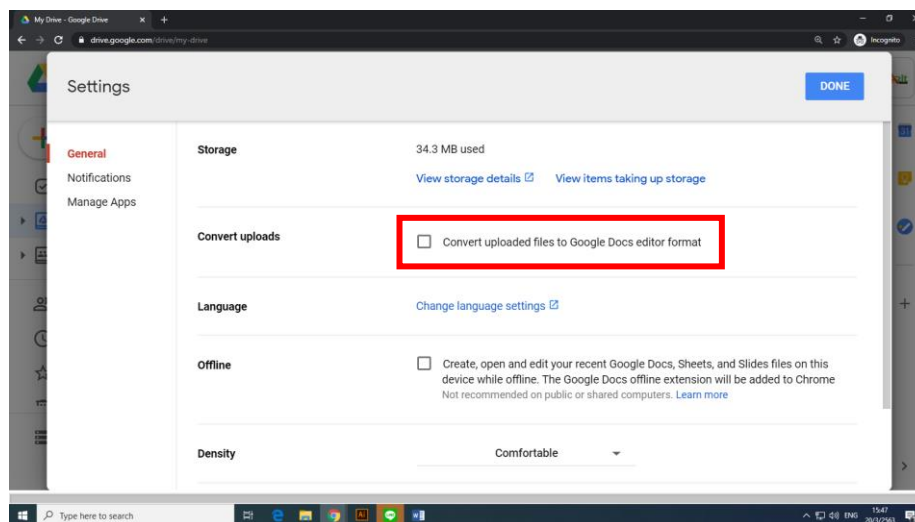 My Drive - Google Drive
drive.google.com/drive/my-drive
Incognito
Settings
DONE
General
Notifications
Manage Apps
Storage
34.3 MB used
View storage details
View items taking up storage
Convert uploads
Convert uploaded files to Google Docs editor format
Language
Change language settings
Offline
Create, open and edit your recent Google Docs, Sheets, and Slides files on this
device while offline. The Google Docs offline extension will be added to Chrome
Not recommended on public or shared computers. Learn more
Density
Comfortable
Type here to search
Ai
ENG
15:47
20/3/2563